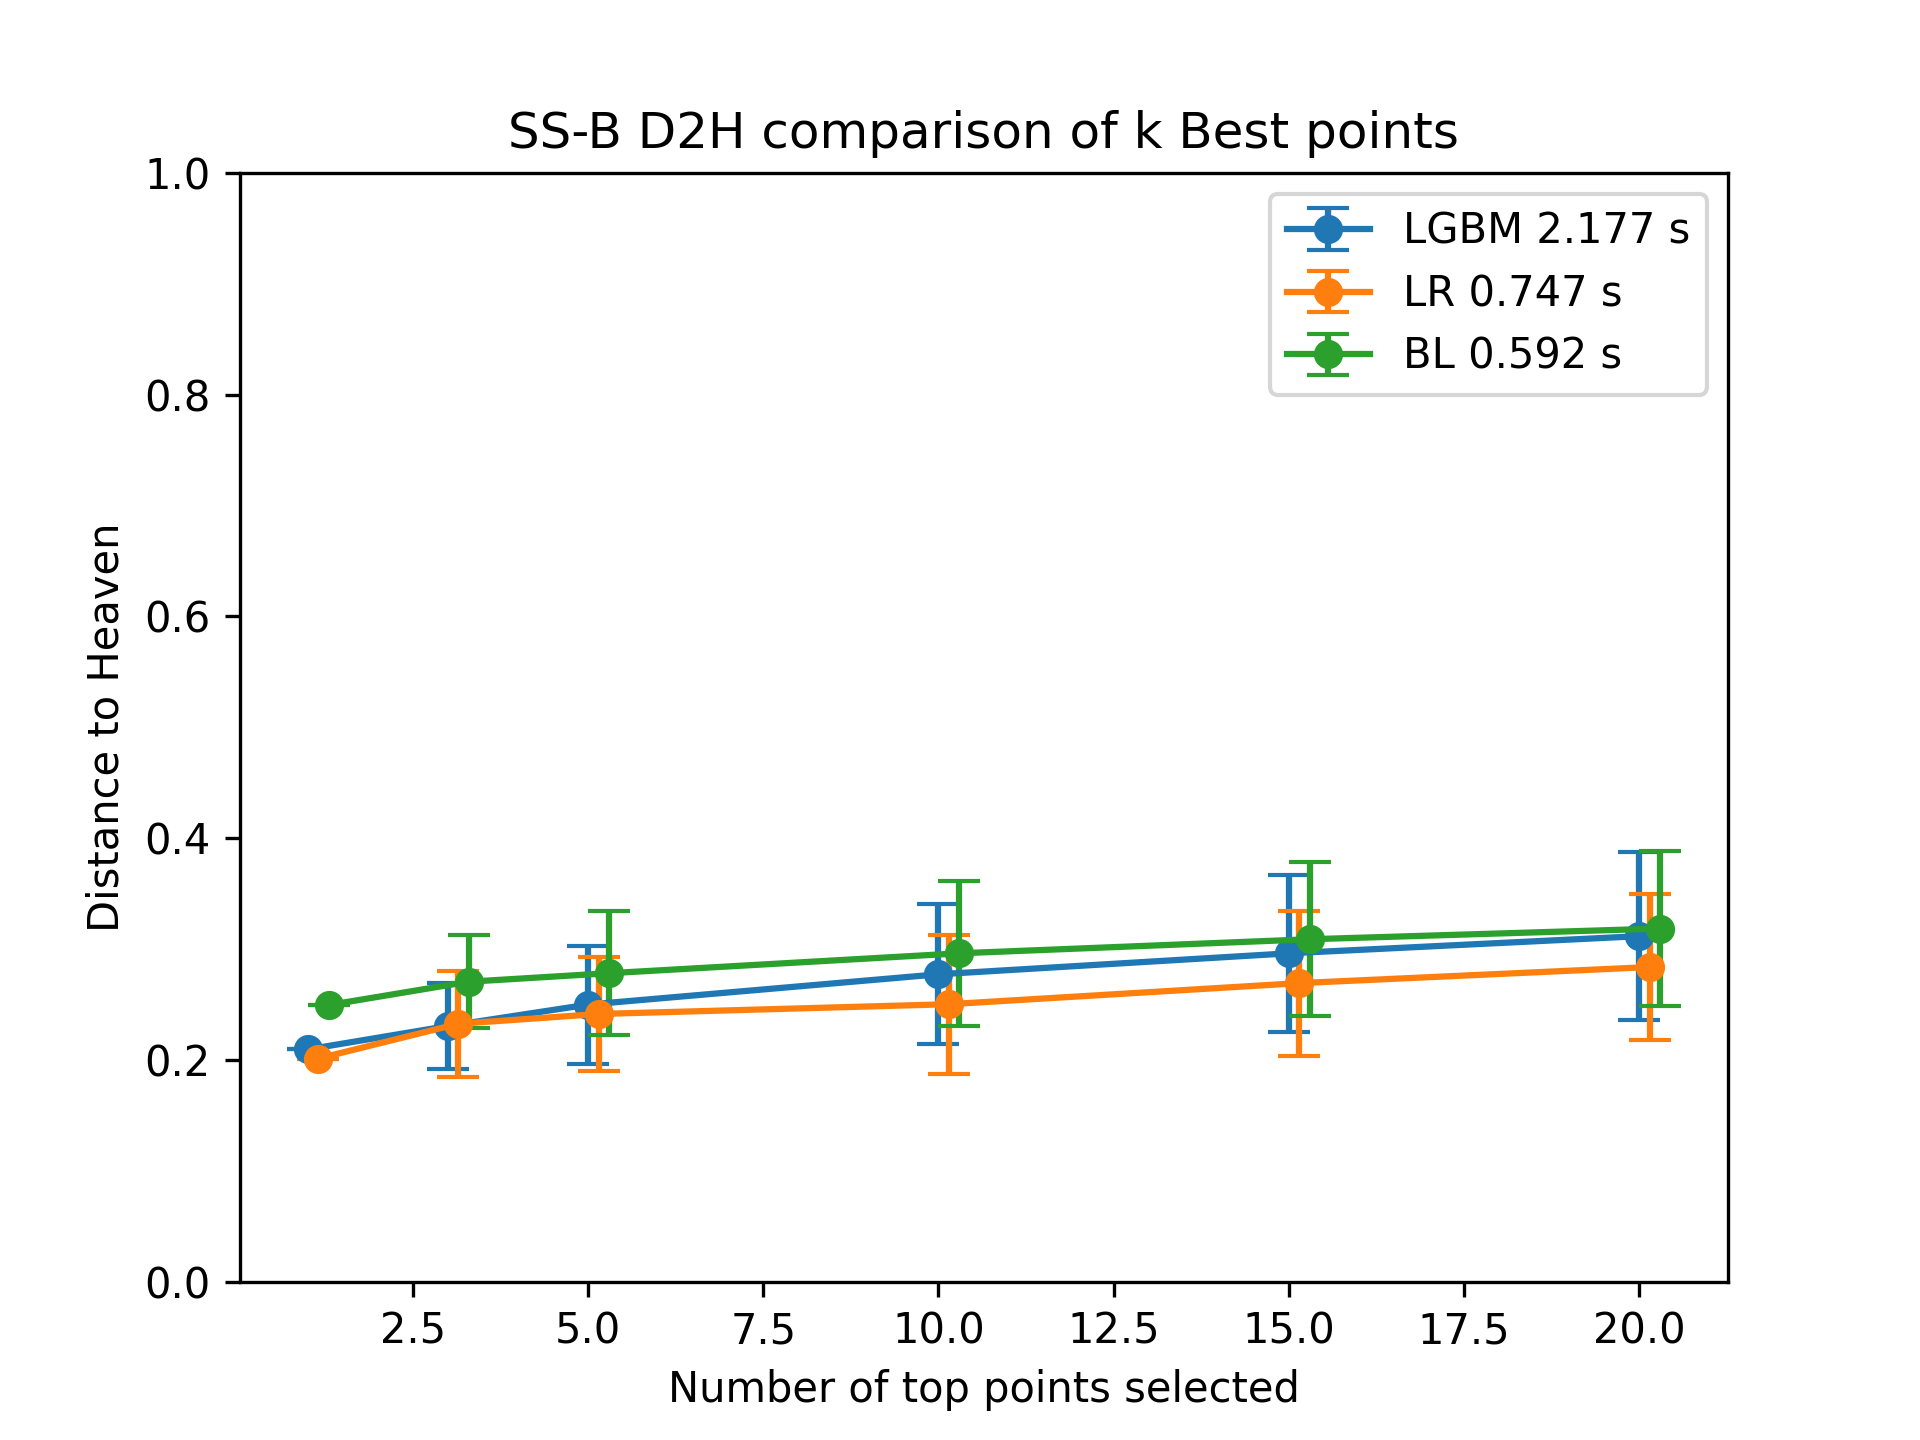 SS-B D2H comparison of k Best points
LGBM 2.177 s
LR 0.747 s
BL 0.592 s
Distance to Heaven
1.0
0.8
0.6
0.4
0.2
0.0
2.5 5.0 7.5 10.0 12.5 15.0 17.5 20.0
Number of top points selected